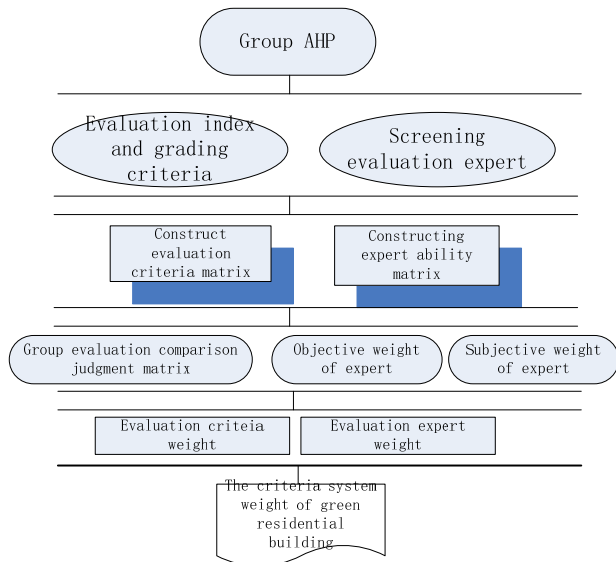 Group AHP
Evaluation index
and grading
criteria
Screening
evaluation expert
Construct
evaluation
criteria matrix
Constructing
expert ability
matrix
Group evaluation comparison
judgment matrix
Objective weight
of expert
Subjective weight
of expert
Evaluation criteia
weight
Evaluation expert
weight
The criteria system
weight of green
residential
building